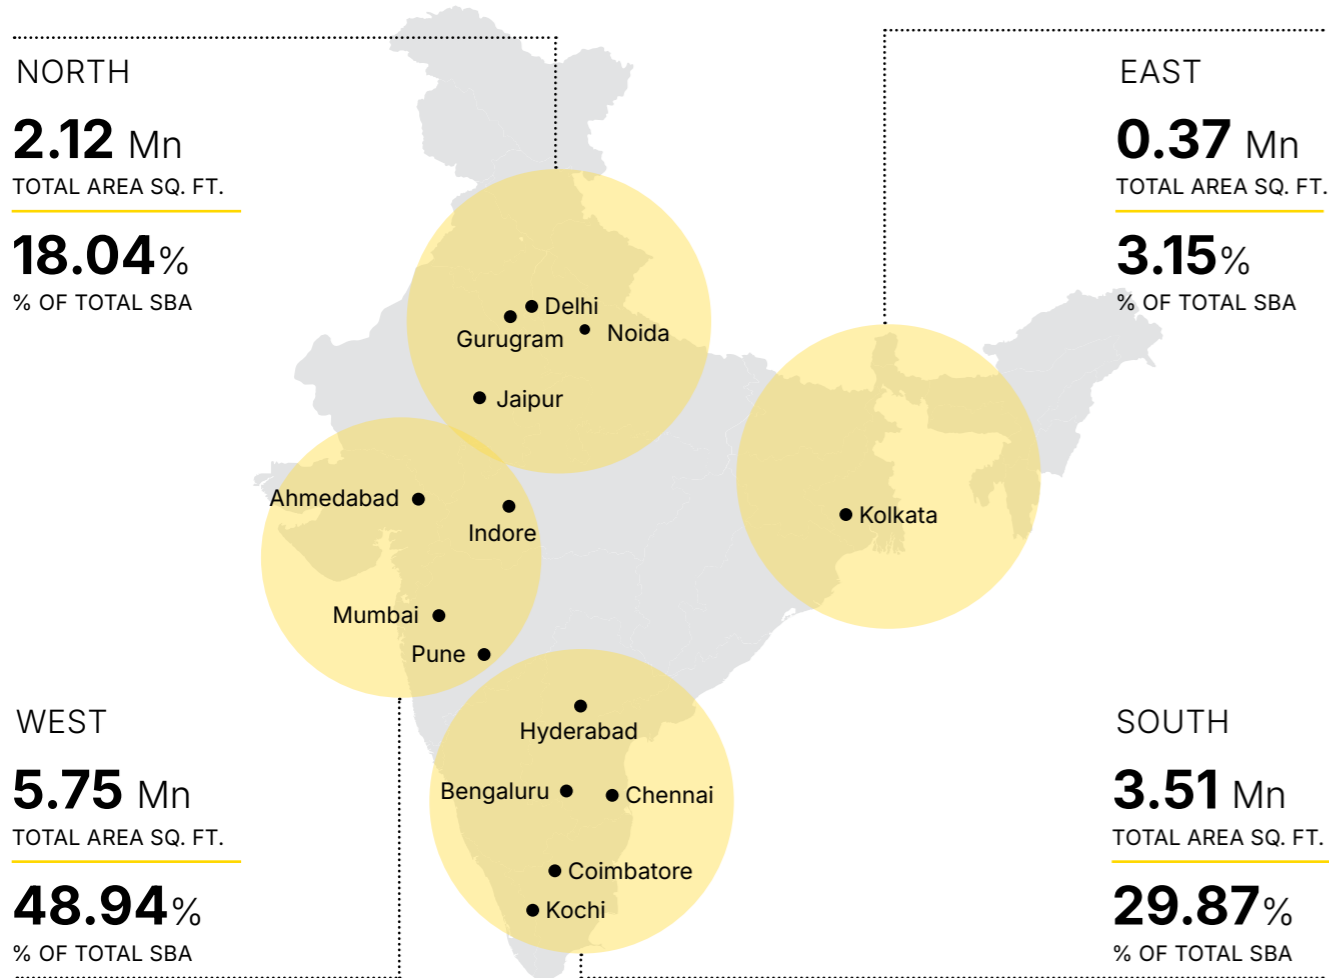 NORTH
2.12 Mn
TOTAL AREA SQ. FT.
18.04%
% OF TOTAL SBA
EAST
0.37 Mn
TOTAL AREA SQ. FT.
3.15%
% OF TOTAL SBA
Delhi
Gurugram
Noida
Jaipur
Ahmedabad
Indore
Mumbai
Pune
Kolkata
Hyderabad
Bengaluru
Chennai
Coimbatore
Kochi
WEST
5.75 Mn
TOTAL AREA SQ. FT.
48.94%
% OF TOTAL SBA
SOUTH
3.51 Mn
TOTAL AREA SQ. FT.
29.87%
% OF TOTAL SBA